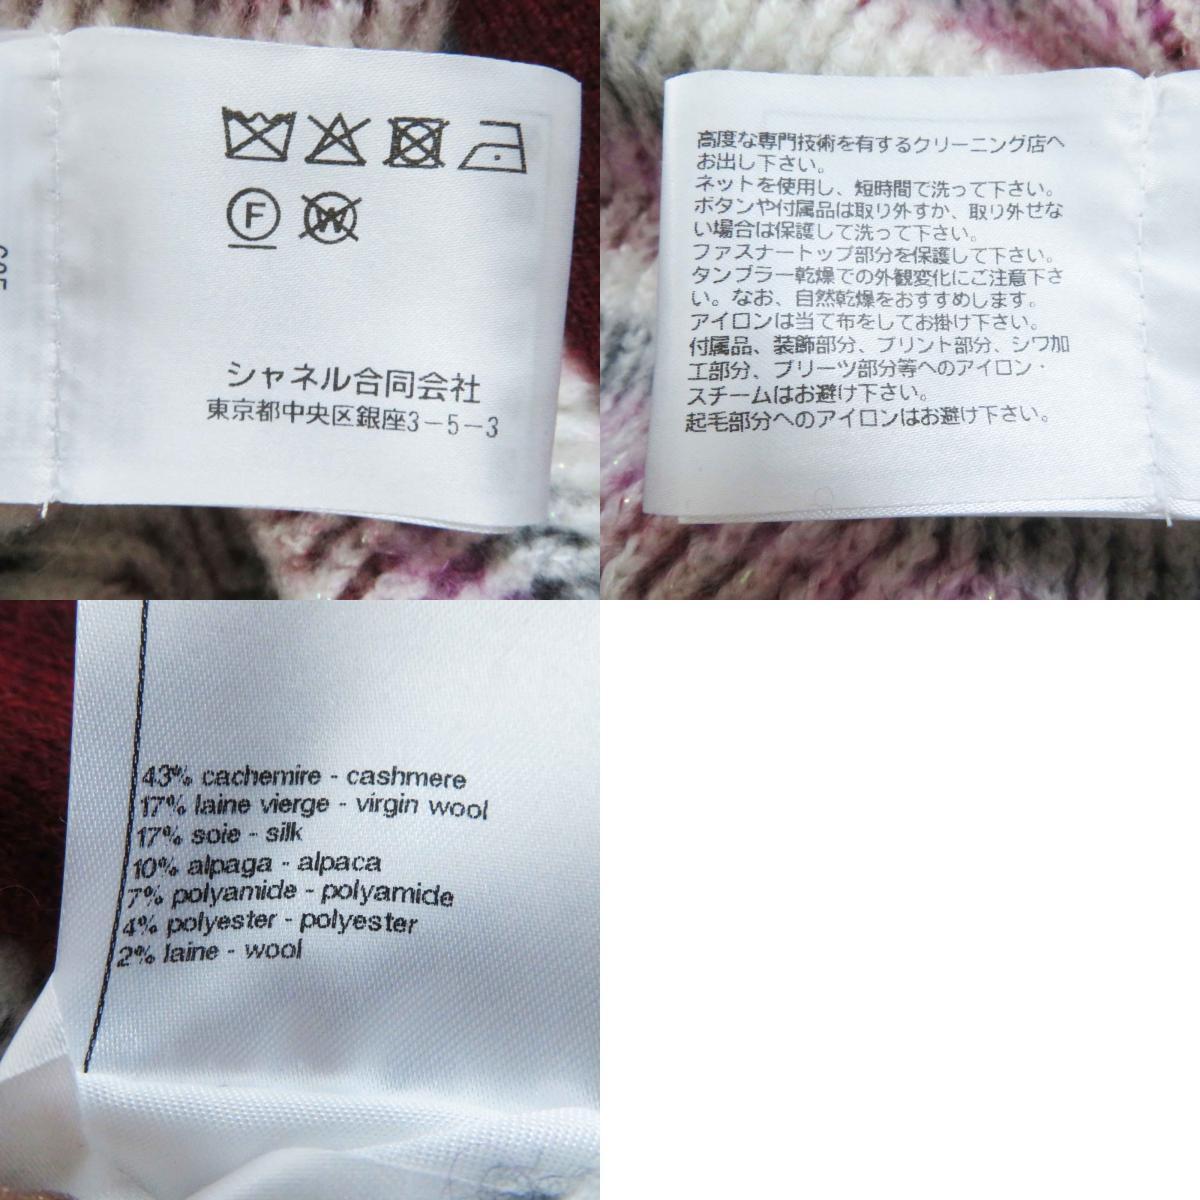 F
W
シャネル合同会社
東京都中央区銀座3-5-3
高度な専門技術を有するクリーニング店へ
お出し下さい。
ネットを使用し、短時間で洗って下さい。
ボタンや付属品は取り外すか、取り外せな
い場合は保護して洗って下さい。
ファスナートップ部分を保護して下さい。
タンブラー乾燥での外観変化にご注意下さ
い。なお、自然乾燥をおすすめします。
アイロンは当て布をしてお掛け下さい。
付属品、装飾部分、プリント部分、シワ加
工部分、プリーツ部分等へのアイロン・
スチームはお避け下さい。
起毛部分へのアイロンはお避け下さい。
43% cachemire - cashmere
17% laine vierge - virgin wool
17% soie - silk
10% alpaga - alpaca
7% polyamide - polyamide
4% polyester - polyester
2% laine - wool